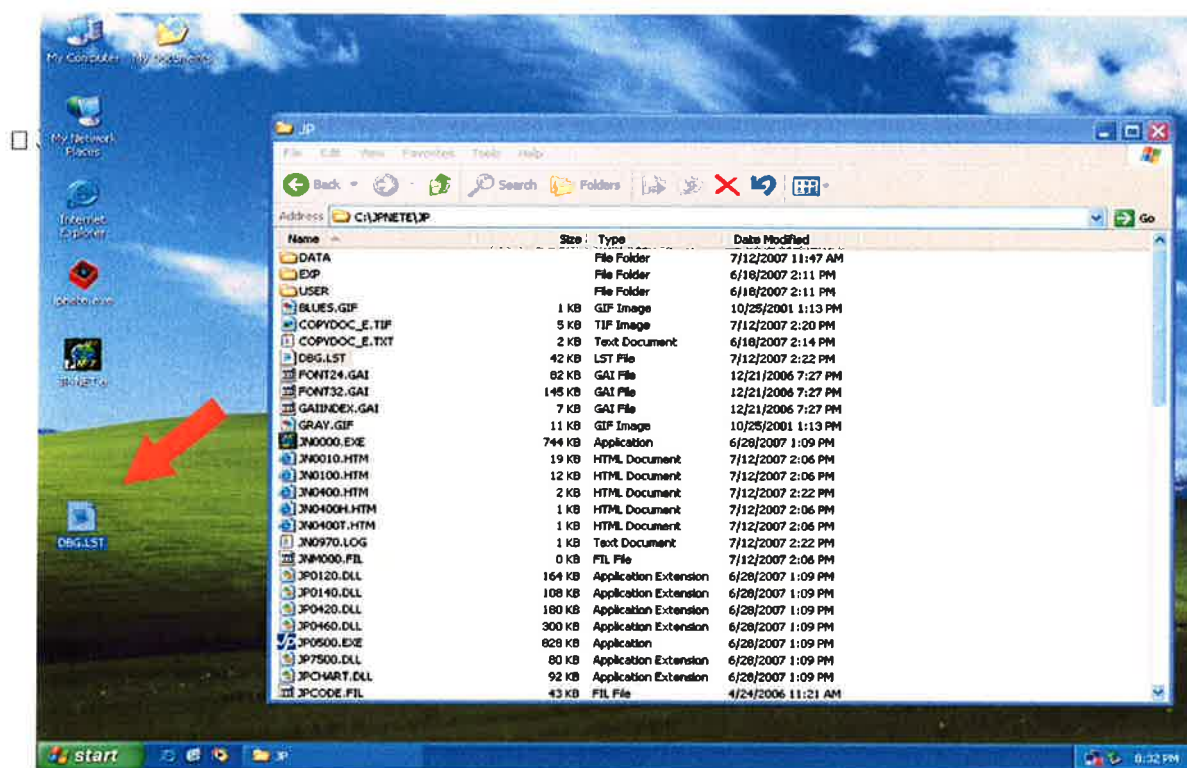 My Computer
My Network
Places
Internet
Explorer
DBG.LST
JP
File Edit View Favorites Tools Help
Back Search Folders
Address C:\JPNETE\JP Go
Name Size Type Date Modified
DATA File Folder 7/12/2007 11:47 AM
EXP File Folder 6/18/2007 2:11 PM
USER File Folder 6/18/2007 2:11 PM
BLUES.GIF 1 KB GIF Image 10/25/2001 1:13 PM
COPYDOC_E.TIF 5 KB TIF Image 7/12/2007 2:20 PM
COPYDOC_E.TXT 2 KB Text Document 6/18/2007 2:14 PM
DBG.LST 42 KB LST File 7/12/2007 2:22 PM
FONT24.GAI 82 KB GAI File 12/21/2006 7:27 PM
FONT32.GAI 145 KB GAI File 12/21/2006 7:27 PM
GAIINDEX.GAI 7 KB GAI File 12/21/2006 7:27 PM
GRAY.GIF 11 KB GIF Image 10/25/2001 1:13 PM
JN0000.EXE 744 KB Application 6/28/2007 1:09 PM
JN0010.HTM 19 KB HTML Document 7/12/2007 2:06 PM
JN0100.HTM 12 KB HTML Document 7/12/2007 2:06 PM
JN0400.HTM 2 KB HTML Document 7/12/2007 2:22 PM
JN0400H.HTM 1 KB HTML Document 7/12/2007 2:06 PM
JN0400T.HTM 1 KB HTML Document 7/12/2007 2:06 PM
JN0970.LOG 1 KB Text Document 7/12/2007 2:22 PM
JNM000.FIL 0 KB FIL File 7/12/2007 2:06 PM
JP0120.DLL 164 KB Application Extension 6/28/2007 1:09 PM
JP0140.DLL 108 KB Application Extension 6/28/2007 1:09 PM
JP0420.DLL 180 KB Application Extension 6/28/2007 1:09 PM
JP0460.DLL 300 KB Application Extension 6/28/2007 1:09 PM
JP0500.EXE 828 KB Application 6/28/2007 1:09 PM
JP7500.DLL 80 KB Application Extension 6/28/2007 1:09 PM
JPCHART.DLL 92 KB Application Extension 6/28/2007 1:09 PM
JPCODE.FIL 43 KB FIL File 4/24/2006 11:21 AM
start JP 8:32 PM